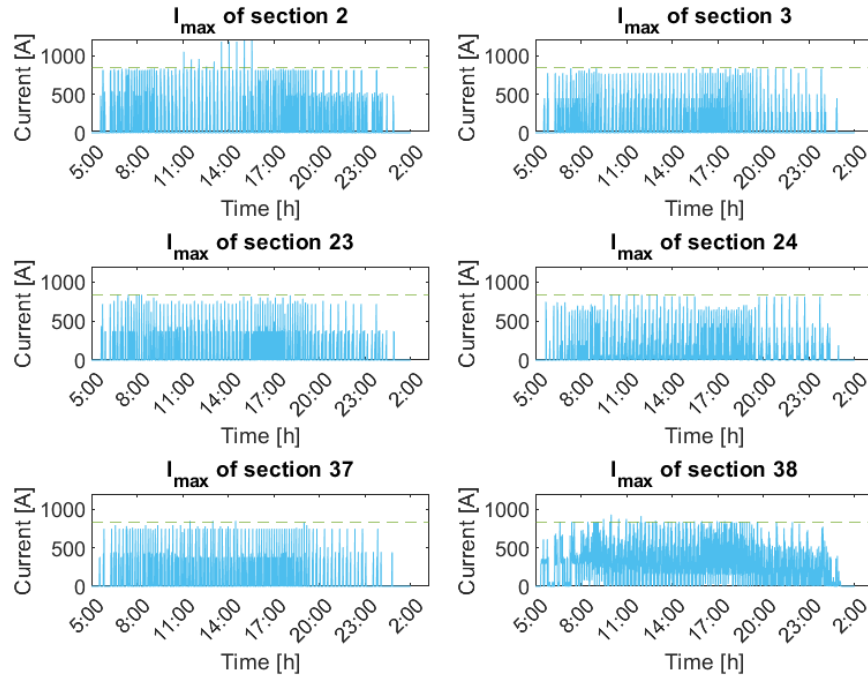 I_max of section 2
Current [A]
1000
500
0
5:00 8:00 11:00 14:00 17:00 20:00 23:00 2:00
Time [h]
I_max of section 3
Current [A]
1000
500
0
5:00 8:00 11:00 14:00 17:00 20:00 23:00 2:00
Time [h]
I_max of section 23
Current [A]
1000
500
0
5:00 8:00 11:00 14:00 17:00 20:00 23:00 2:00
Time [h]
I_max of section 24
Current [A]
1000
500
0
5:00 8:00 11:00 14:00 17:00 20:00 23:00 2:00
Time [h]
I_max of section 37
Current [A]
1000
500
0
5:00 8:00 11:00 14:00 17:00 20:00 23:00 2:00
Time [h]
I_max of section 38
Current [A]
1000
500
0
5:00 8:00 11:00 14:00 17:00 20:00 23:00 2:00
Time [h]